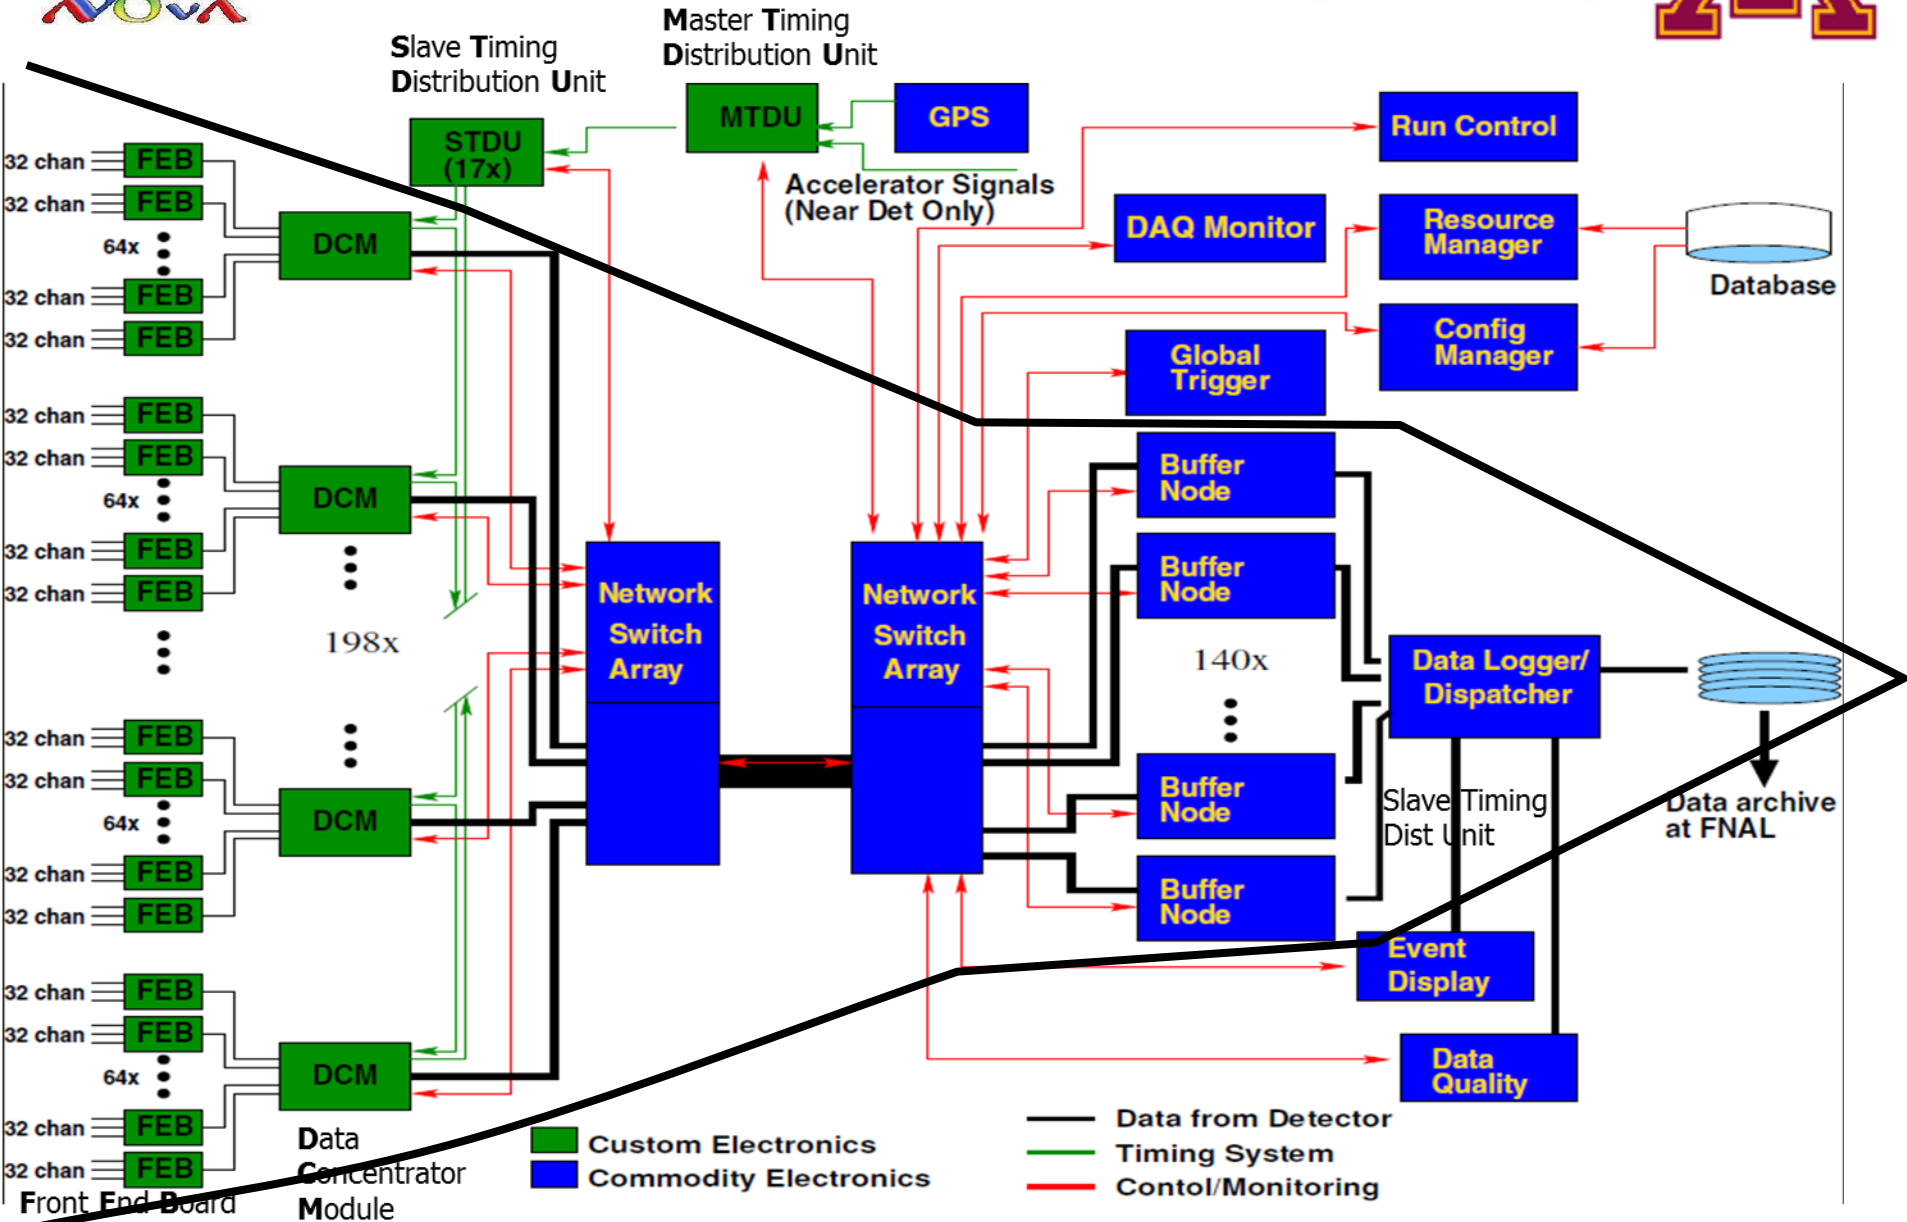 NOvA
Slave Timing
Distribution Unit
Master Timing
Distribution Unit
STDU
(17x)
MTDU
GPS
Accelerator Signals
(Near Det Only)
Run Control
DAQ Monitor
Resource
Manager
Database
Config
Manager
Global
Trigger
32 chan
FEB
32 chan
FEB
64x
32 chan
FEB
32 chan
FEB
DCM
32 chan
FEB
32 chan
FEB
64x
32 chan
FEB
32 chan
FEB
DCM
198x
32 chan
FEB
32 chan
FEB
64x
32 chan
FEB
32 chan
FEB
DCM
32 chan
FEB
32 chan
FEB
64x
32 chan
FEB
32 chan
FEB
DCM
Front End Board
Data
Concentrator
Module
Network
Switch
Array
Network
Switch
Array
Buffer
Node
Buffer
Node
140x
Buffer
Node
Buffer
Node
Data Logger/
Dispatcher
Slave Timing
Dist Unit
Data archive
at FNAL
Event
Display
Data
Quality
Custom Electronics
Commodity Electronics
Data from Detector
Timing System
Contol/Monitoring